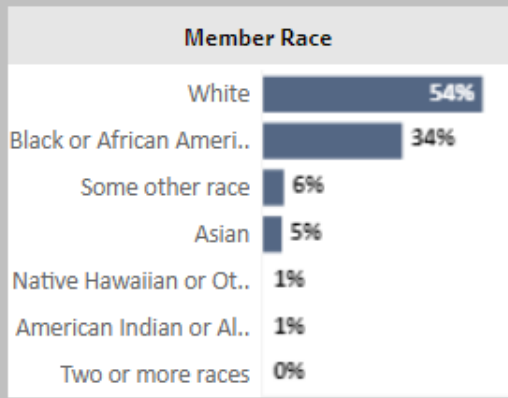 Member Race
White 54%
Black or African Ameri.. 34%
Some other race 6%
Asian 5%
Native Hawaiian or Ot.. 1%
American Indian or Al.. 1%
Two or more races 0%